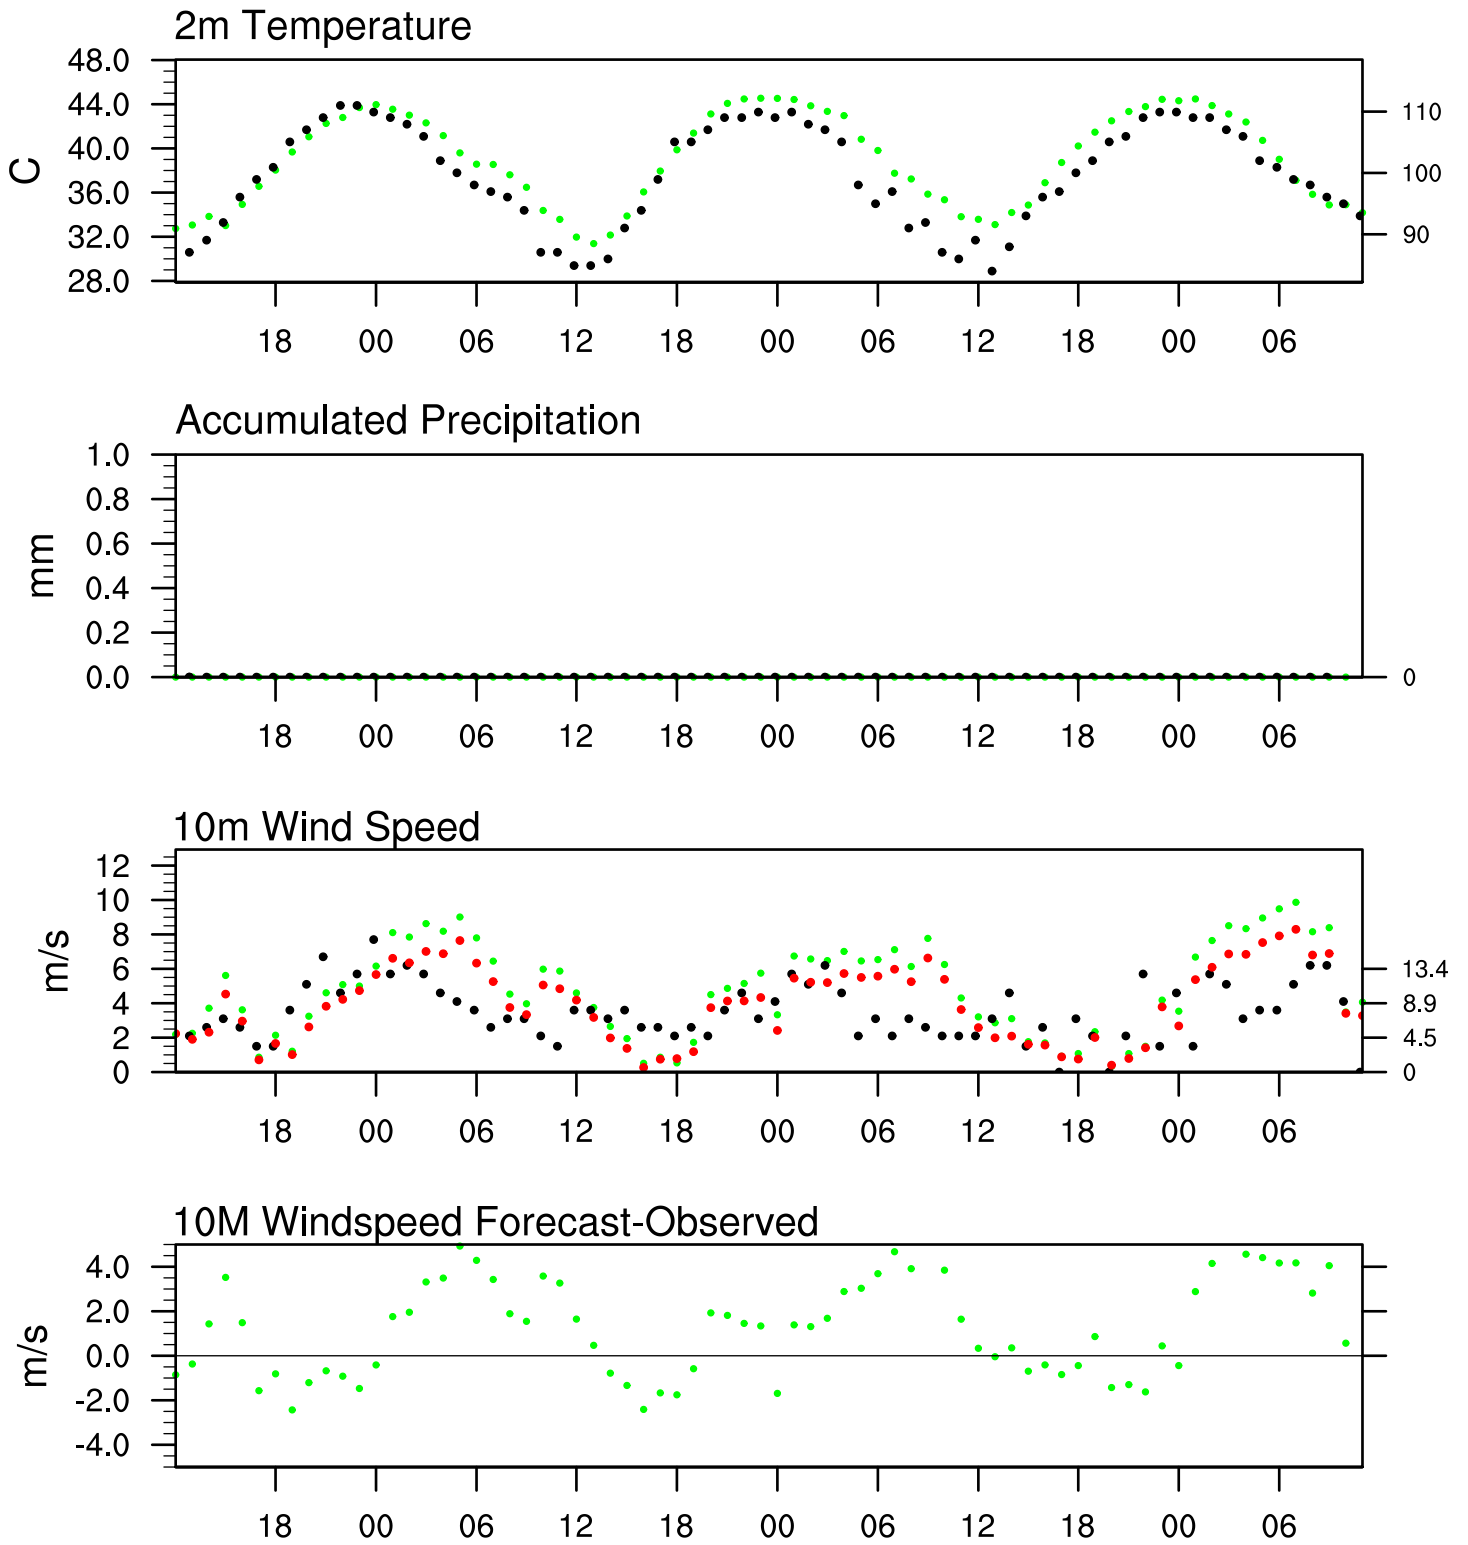 2m Temperature
48.0
44.0
40.0
36.0
32.0
28.0
C
110
100
90
18 00 06 12 18 00 06 12 18 00 06
Accumulated Precipitation
1.0
0.8
0.6
0.4
0.2
0.0
mm
0
18 00 06 12 18 00 06 12 18 00 06
10m Wind Speed
12
10
8
6
4
2
0
m/s
13.4
8.9
4.5
0
18 00 06 12 18 00 06 12 18 00 06
10M Windspeed Forecast-Observed
4.0
2.0
0.0
-2.0
-4.0
m/s
18 00 06 12 18 00 06 12 18 00 06